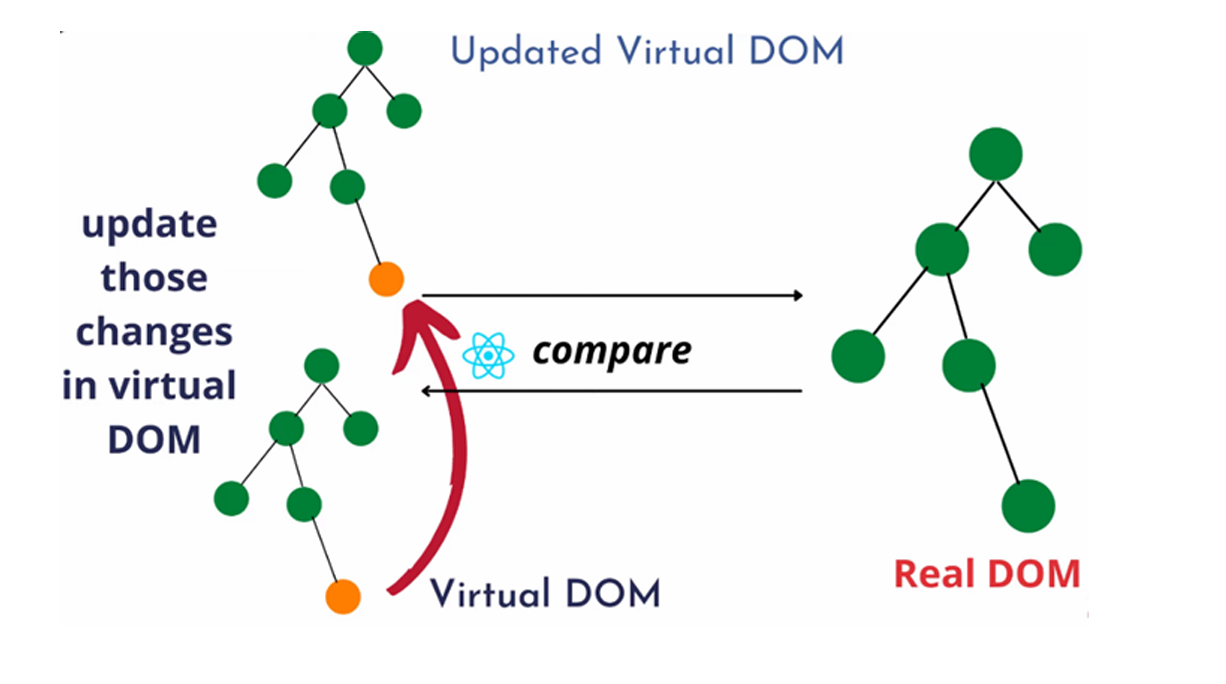 Updated Virtual DOM
update
those
changes
in virtual
DOM
compare
Virtual DOM
Real DOM